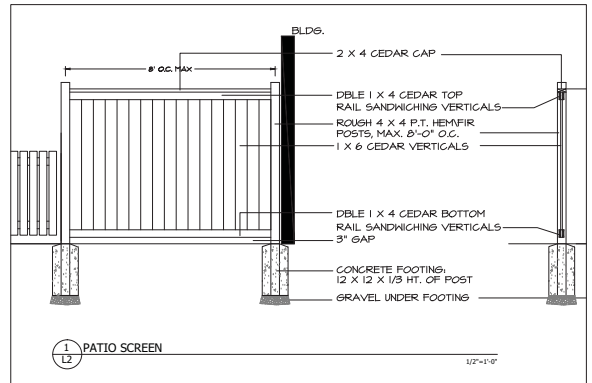 BLDG.
2 X 4 CEDAR CAP
8' O.C. MAX
DBLE 1 X 4 CEDAR TOP
RAIL SANDWICHING VERTICALS
ROUGH 4 X 4 P.T. HEM/FIR
POSTS, MAX. 8'-0" O.C.
1 X 6 CEDAR VERTICALS
DBLE 1 X 4 CEDAR BOTTOM
RAIL SANDWICHING VERTICALS
3" GAP
CONCRETE FOOTING;
12 X 12 X 1/3 HT. OF POST
GRAVEL UNDER FOOTING
1
L2
PATIO SCREEN
1/2"=1'-0"